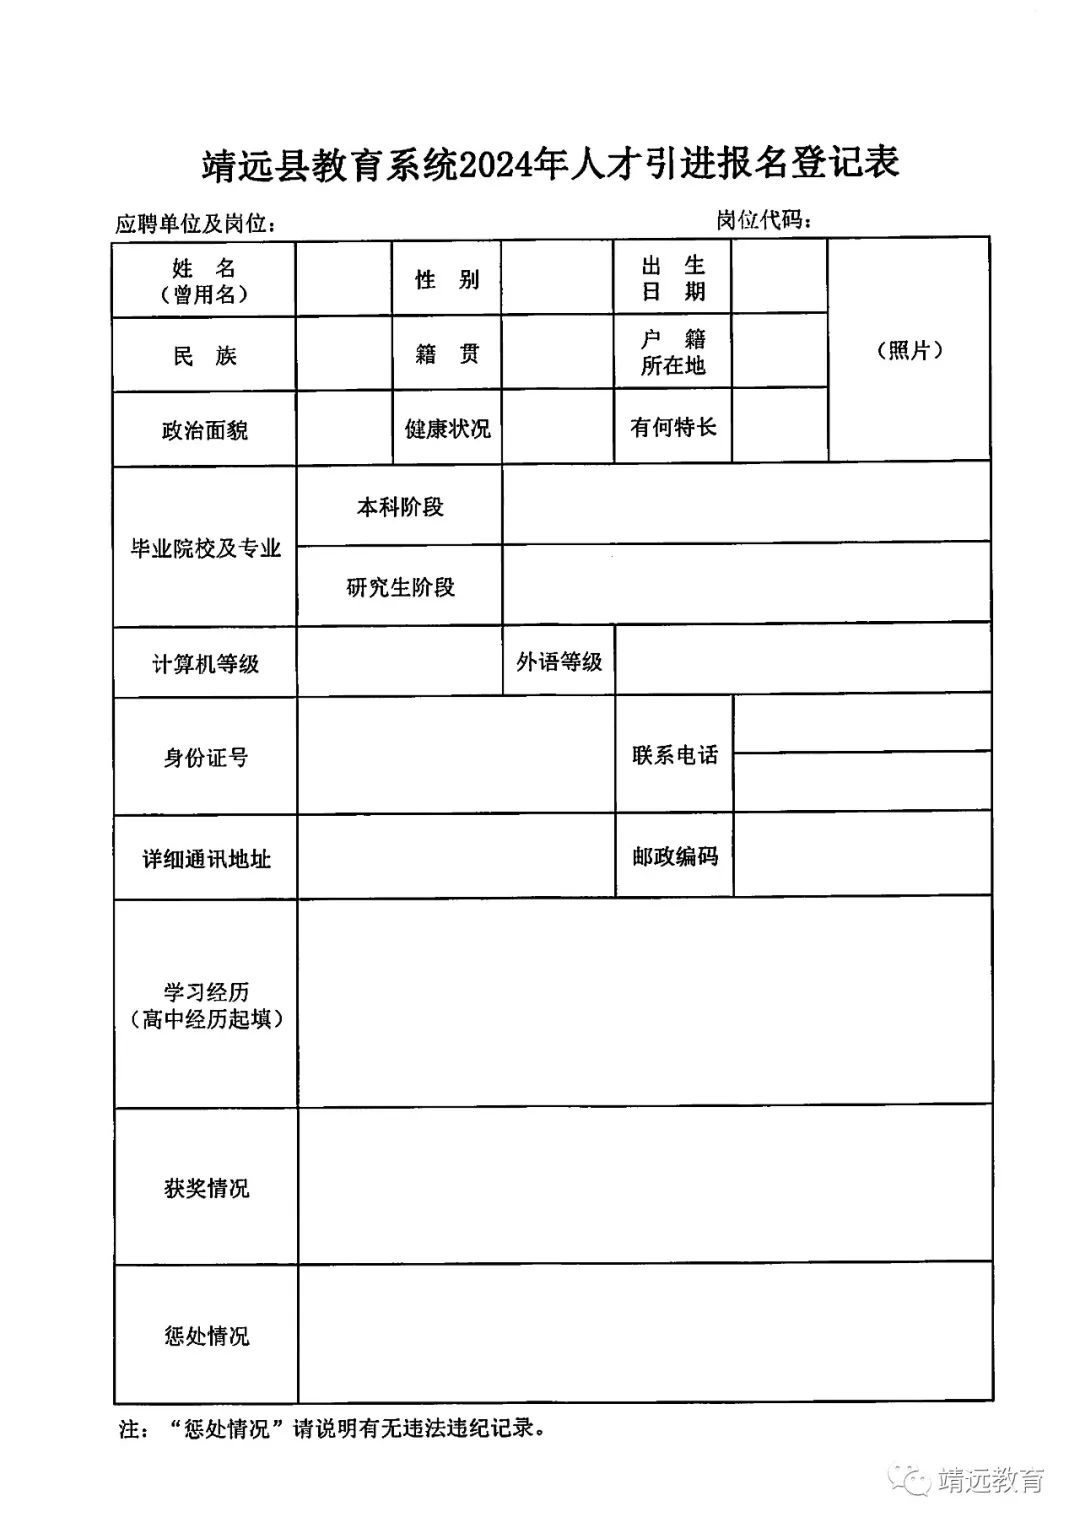 靖远县教育系统2024年人才引进报名登记表
应聘单位及岗位： 岗位代码：
姓 名 性 别 出 生
（曾用名） 日 期
（照片）
民 族 籍 贯 户 籍
所在地
政治面貌 健康状况 有何特长
毕业院校及专业 本科阶段
研究生阶段
计算机等级 外语等级
身份证号 联系电话
详细通讯地址 邮政编码
学习经历
（高中经历起填）
获奖情况
惩处情况
注：“惩处情况”请说明有无违法违纪记录。
靖远教育